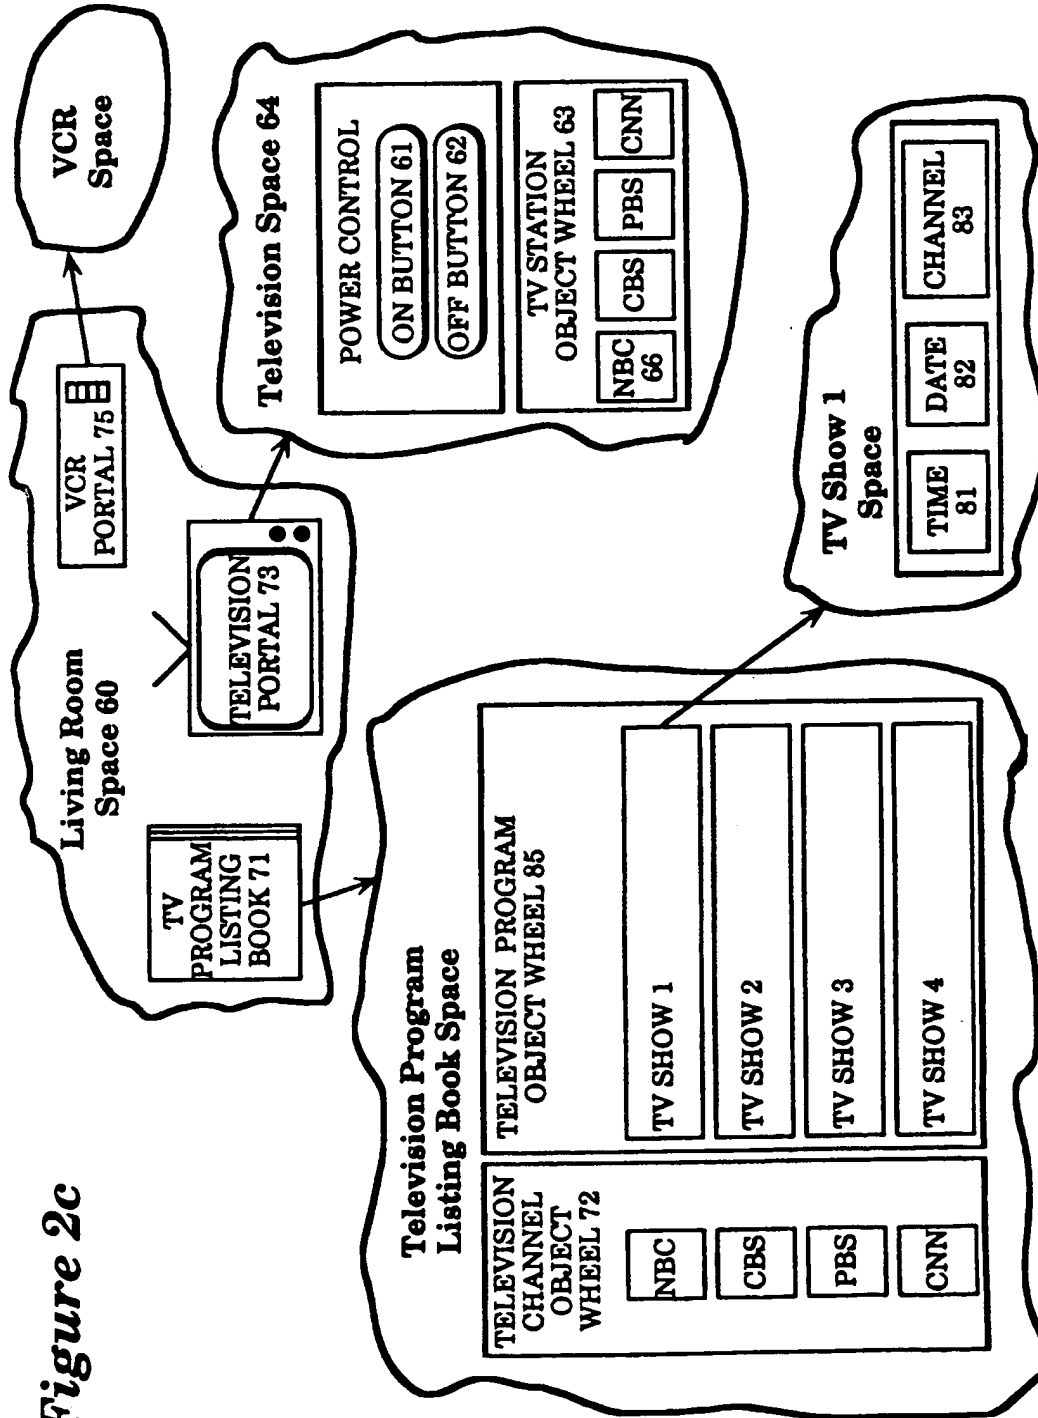 Figure 2c
Living Room
Space 60
TV
PROGRAM
LISTING
BOOK 71
TELEVISION
PORTAL 73
VCR
PORTAL 75
VCR
Space
Television Space 64
POWER CONTROL
ON BUTTON 61
OFF BUTTON 62
TV STATION
OBJECT WHEEL 63
NBC
66
CBS
PBS
CNN
Television Program
Listing Book Space
TELEVISION
CHANNEL
OBJECT
WHEEL 72
NBC
CBS
PBS
CNN
TELEVISION PROGRAM
OBJECT WHEEL 85
TV SHOW 1
TV SHOW 2
TV SHOW 3
TV SHOW 4
TV Show 1
Space
TIME
81
DATE
82
CHANNEL
83